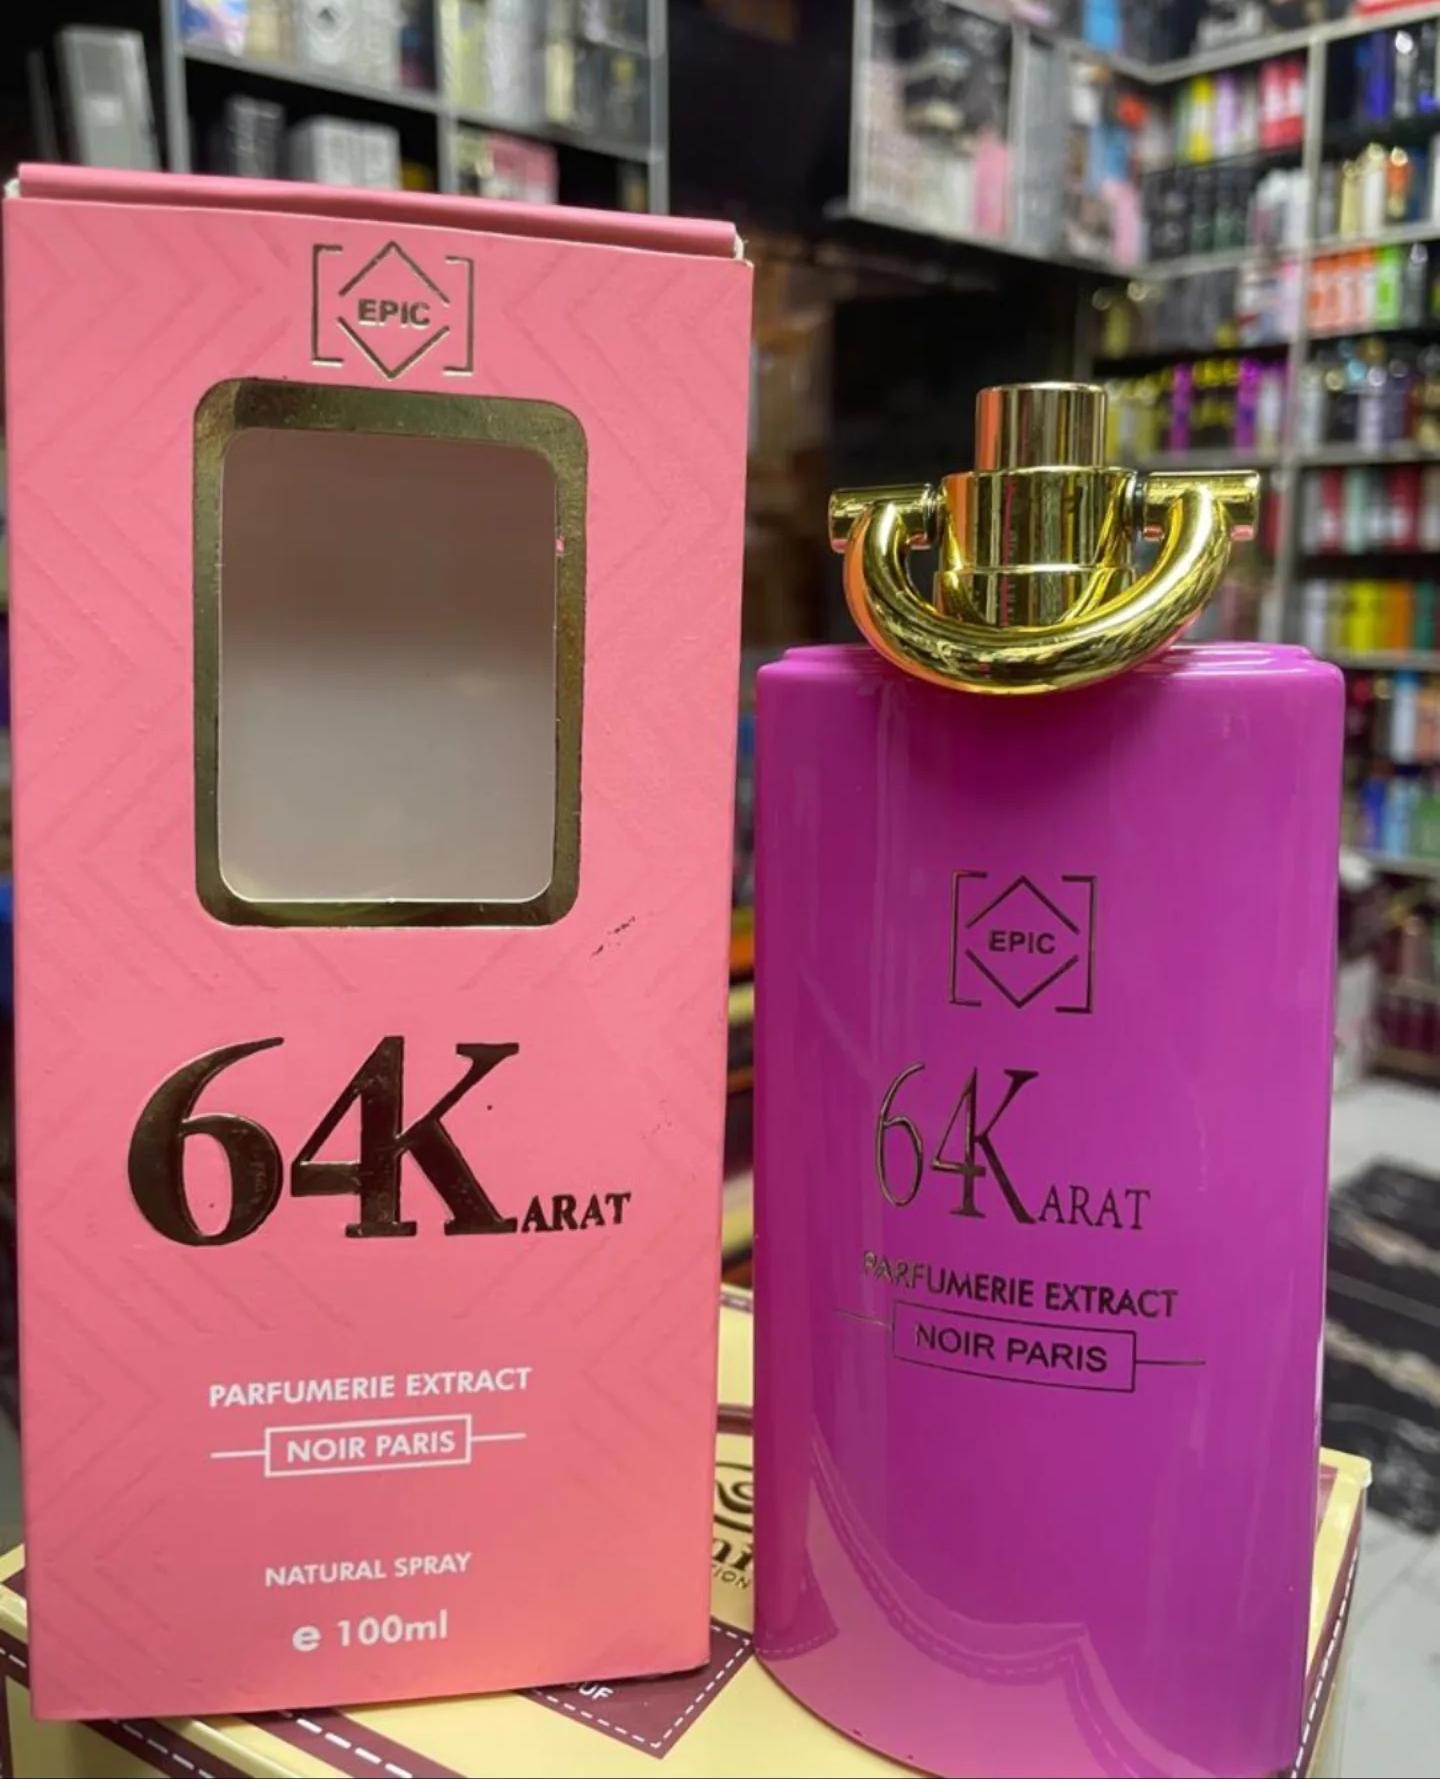 EPIC
64KARAT
PARFUMERIE EXTRACT
NOIR PARIS
NATURAL SPRAY
e 100ml
EPIC
64KARAT
PARFUMERIE EXTRACT
NOIR PARIS